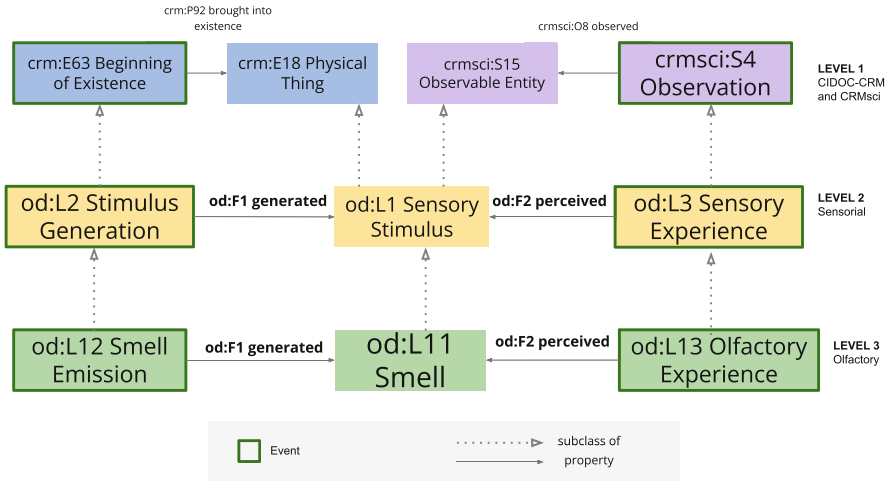 crm:P92 brought into
existence
crmsci:O8 observed
crm:E63 Beginning
of Existence
crm:E18 Physical
Thing
crmsci:S15
Observable Entity
crmsci:S4
Observation
LEVEL 1
CIDOC-CRM
and CRMsci
od:L2 Stimulus
Generation
od:F1 generated
od:L1 Sensory
Stimulus
od:F2 perceived
od:L3 Sensory
Experience
LEVEL 2
Sensorial
od:L12 Smell
Emission
od:F1 generated
od:L11
Smell
od:F2 perceived
od:L13 Olfactory
Experience
LEVEL 3
Olfactory
Event
subclass of
property